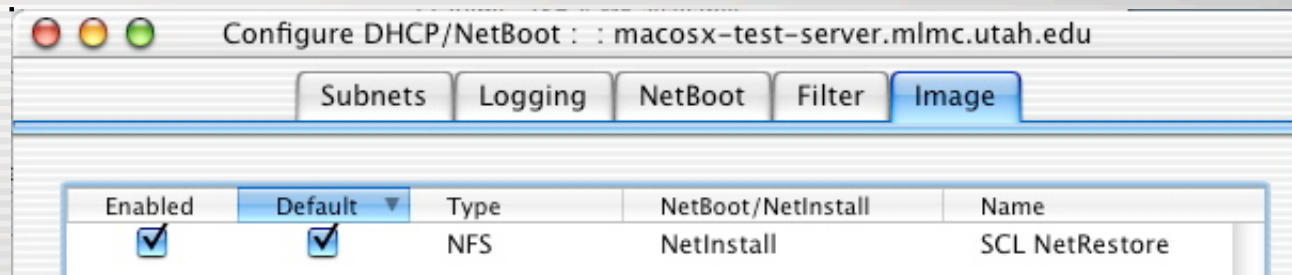 Configure DHCP/NetBoot : : macosx-test-server.mlmc.utah.edu
Subnets Logging NetBoot Filter Image
Enabled Default Type NetBoot/NetInstall Name
NFS NetInstall SCL NetRestore